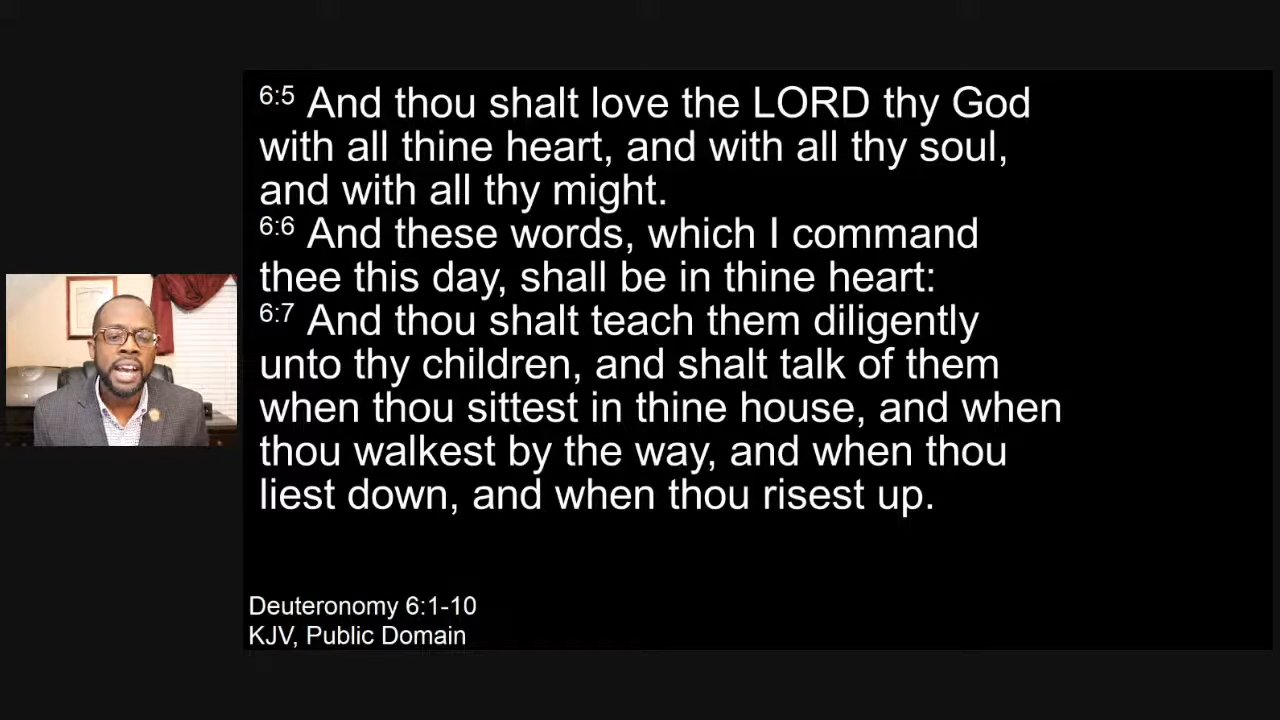 6:5 And thou shalt love the LORD thy God
with all thine heart, and with all thy soul,
and with all thy might.
6:6 And these words, which I command
thee this day, shall be in thine heart:
6:7 And thou shalt teach them diligently
unto thy children, and shalt talk of them
when thou sittest in thine house, and when
thou walkest by the way, and when thou
liest down, and when thou risest up.
Deuteronomy 6:1-10
KJV, Public Domain